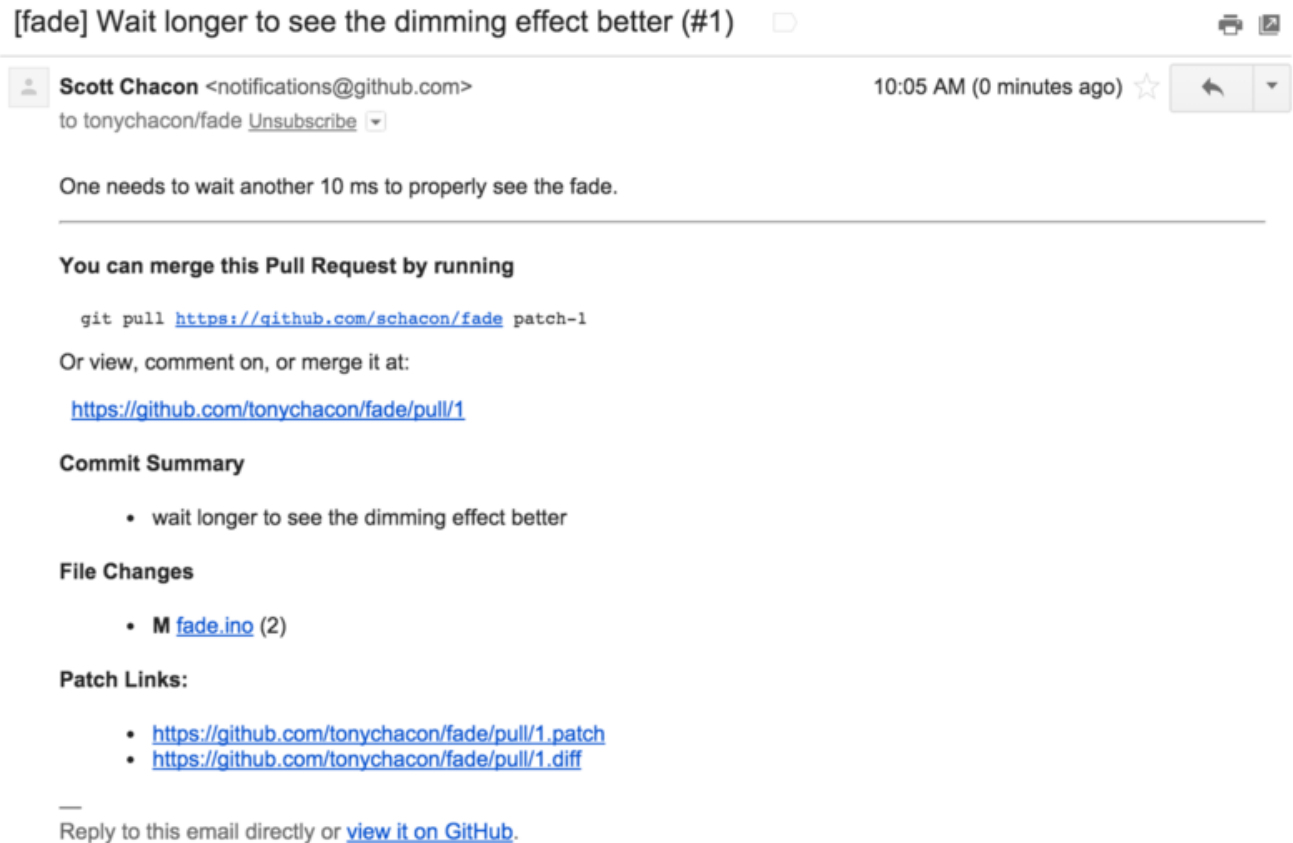 [fade] Wait longer to see the dimming effect better (#1)
Scott Chacon <notifications@github.com>
10:05 AM (0 minutes ago)
to tonychacon/fade Unsubscribe
One needs to wait another 10 ms to properly see the fade.
You can merge this Pull Request by running
git pull https://github.com/schacon/fade patch-1
Or view, comment on, or merge it at:
https://github.com/tonychacon/fade/pull/1
Commit Summary
• wait longer to see the dimming effect better
File Changes
• M fade.ino (2)
Patch Links:
• https://github.com/tonychacon/fade/pull/1.patch
• https://github.com/tonychacon/fade/pull/1.diff
—
Reply to this email directly or view it on GitHub.